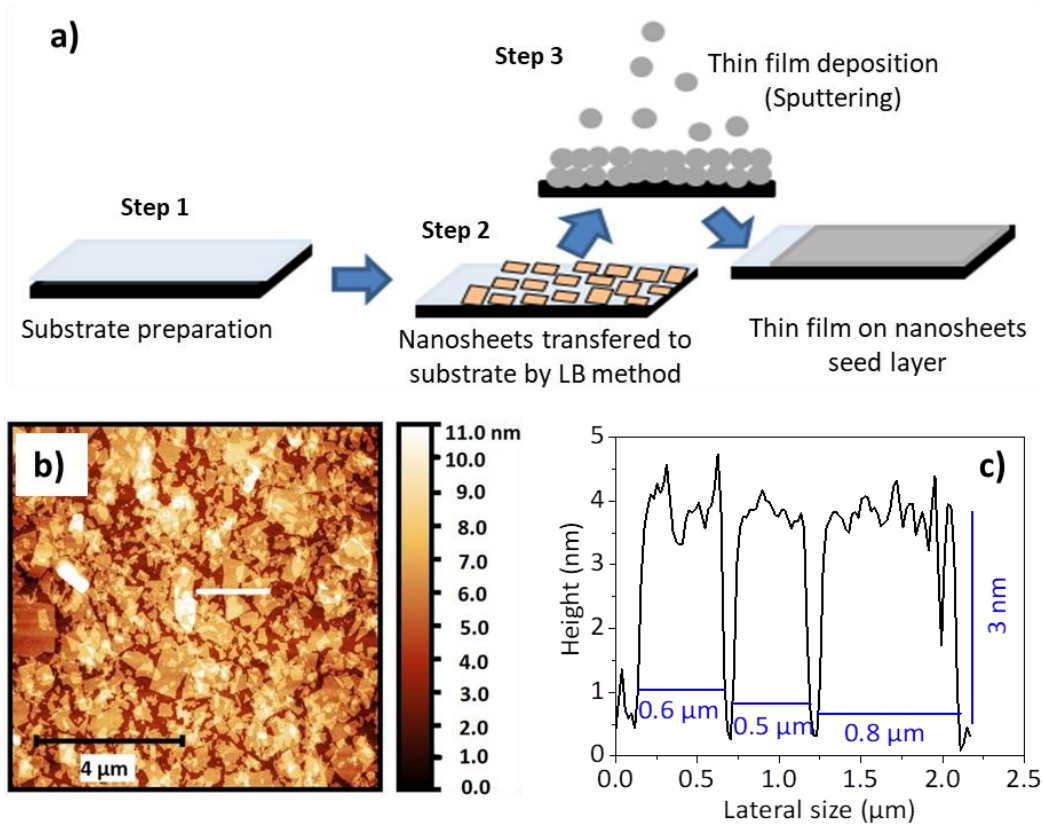 a)
Step 1
Substrate preparation
Step 2
Nanosheets transfered to
substrate by LB method
Step 3
Thin film deposition
(Sputtering)
Thin film on nanosheets
seed layer
b)
4 µm
11.0 nm
10.0
9.0
8.0
7.0
6.0
5.0
4.0
3.0
2.0
1.0
0.0
c)
Height (nm)
5
4
3
2
1
0
0.6 µm
0.5 µm
0.8 µm
3 nm
0.0
0.5
1.0
1.5
2.0
2.5
Lateral size (µm)